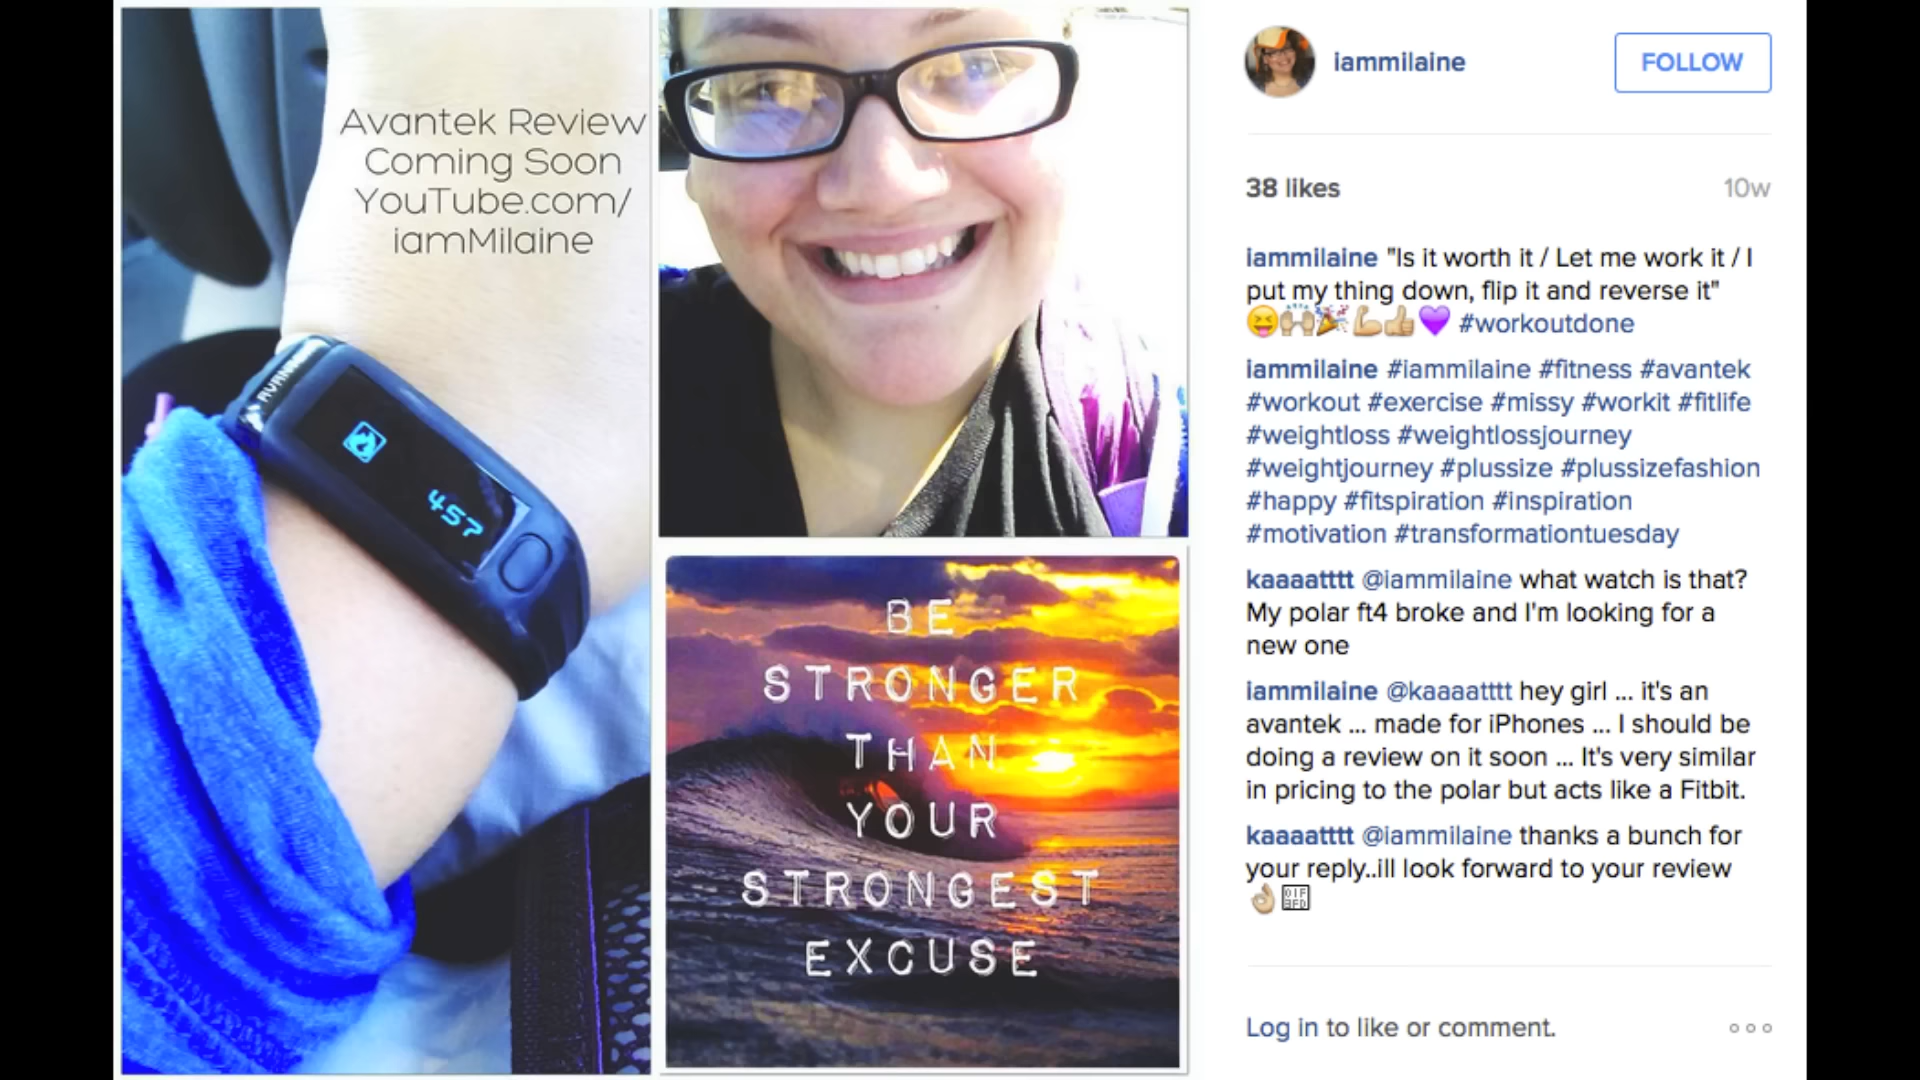 Avantek Review
Coming Soon
YouTube.com/
iamMilaine
457
BE
STRONGER
THAN
YOUR
STRONGEST
EXCUSE
iammilaine
FOLLOW
38 likes
10w
iammilaine "Is it worth it / Let me work it / I
put my thing down, flip it and reverse it"
😝🙌🏼🎉💪🏼👍🏼💜 #workoutdone
iammilaine #iammilaine #fitness #avantek
#workout #exercise #missy #workit #fitlife
#weightloss #weightlossjourney
#weightjourney #plussize #plussizefashion
#happy #fitspiration #inspiration
#motivation #transformationtuesday
kaaaatttt @iammilaine what watch is that?
My polar ft4 broke and I'm looking for a
new one
iammilaine @kaaaatttt hey girl ... it's an
avantek ... made for iPhones ... I should be
doing a review on it soon ... It's very similar
in pricing to the polar but acts like a Fitbit.
kaaaatttt @iammilaine thanks a bunch for
your reply..ill look forward to your review
👌🏼
Log in to like or comment.